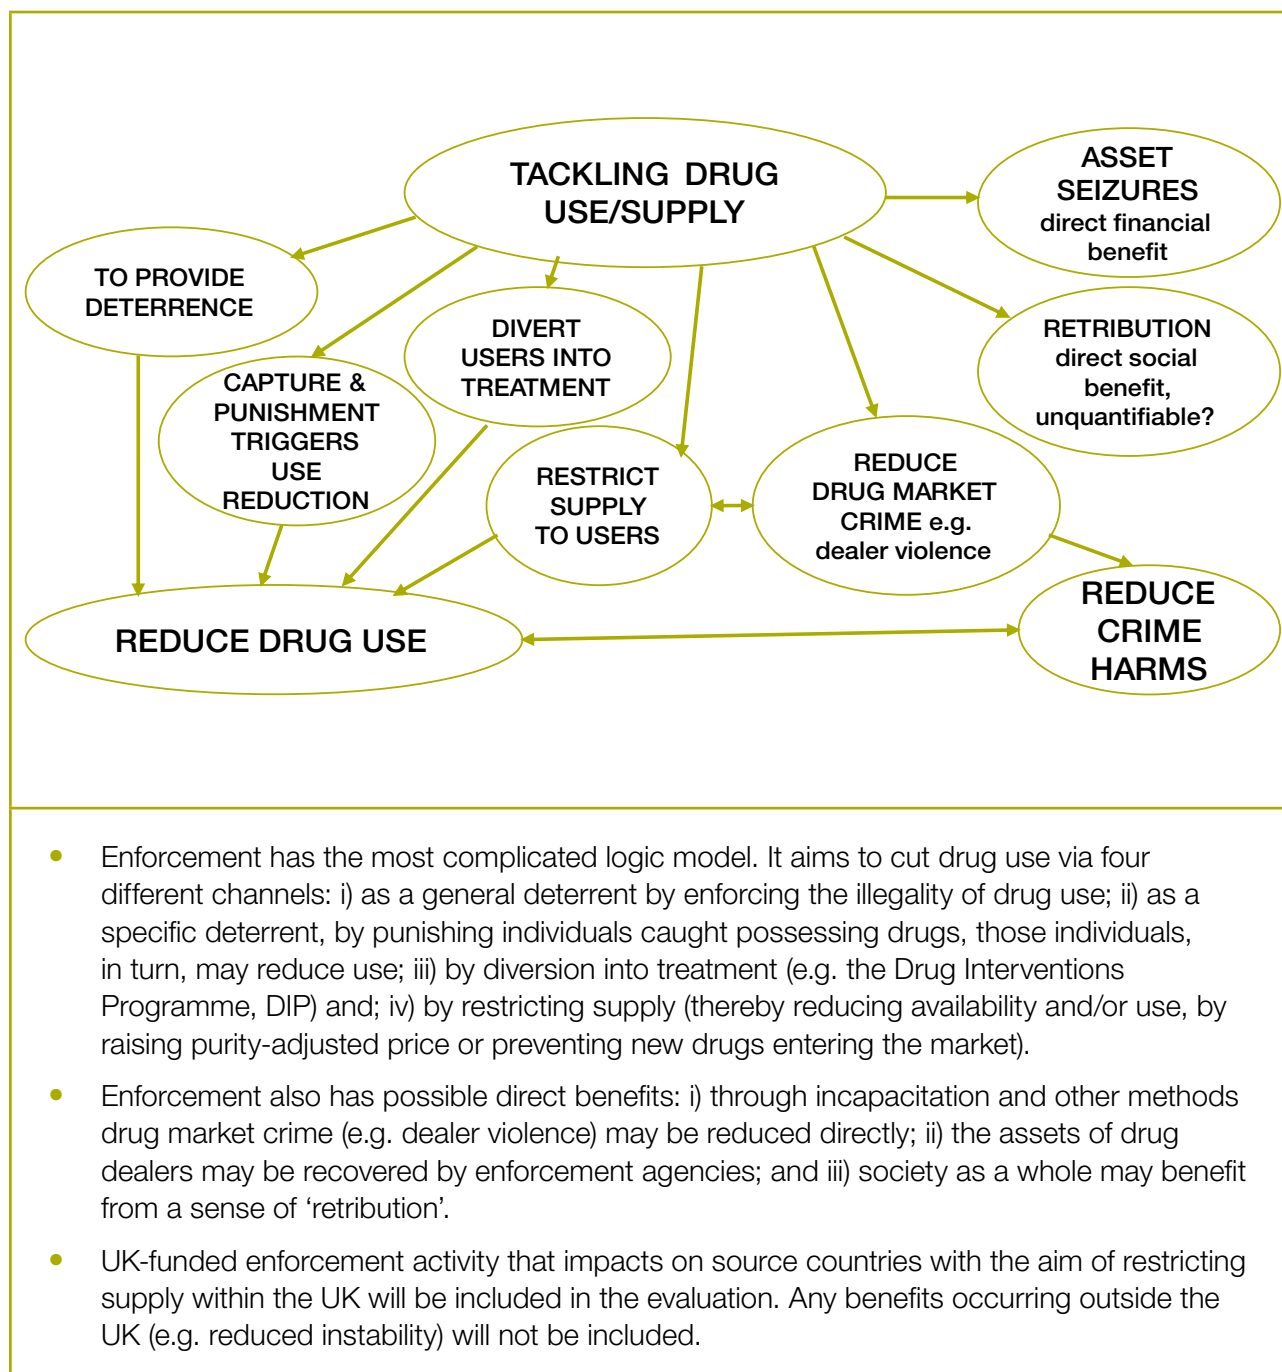 TACKLING DRUG
USE/SUPPLY
ASSET
SEIZURES
direct financial
benefit
TO PROVIDE
DETERRENCE
DIVERT
USERS INTO
TREATMENT
RETRIBUTION
direct social
benefit,
unquantifiable?
CAPTURE &
PUNISHMENT
TRIGGERS
USE
REDUCTION
RESTRICT
SUPPLY
TO USERS
REDUCE
DRUG MARKET
CRIME e.g.
dealer violence
REDUCE DRUG USE
REDUCE
CRIME
HARMS
• Enforcement has the most complicated logic model. It aims to cut drug use via four
different channels: i) as a general deterrent by enforcing the illegality of drug use; ii) as a
specific deterrent, by punishing individuals caught possessing drugs, those individuals,
in turn, may reduce use; iii) by diversion into treatment (e.g. the Drug Interventions
Programme, DIP) and; iv) by restricting supply (thereby reducing availability and/or use, by
raising purity-adjusted price or preventing new drugs entering the market).
• Enforcement also has possible direct benefits: i) through incapacitation and other methods
drug market crime (e.g. dealer violence) may be reduced directly; ii) the assets of drug
dealers may be recovered by enforcement agencies; and iii) society as a whole may benefit
from a sense of ‘retribution’.
• UK-funded enforcement activity that impacts on source countries with the aim of restricting
supply within the UK will be included in the evaluation. Any benefits occurring outside the
UK (e.g. reduced instability) will not be included.